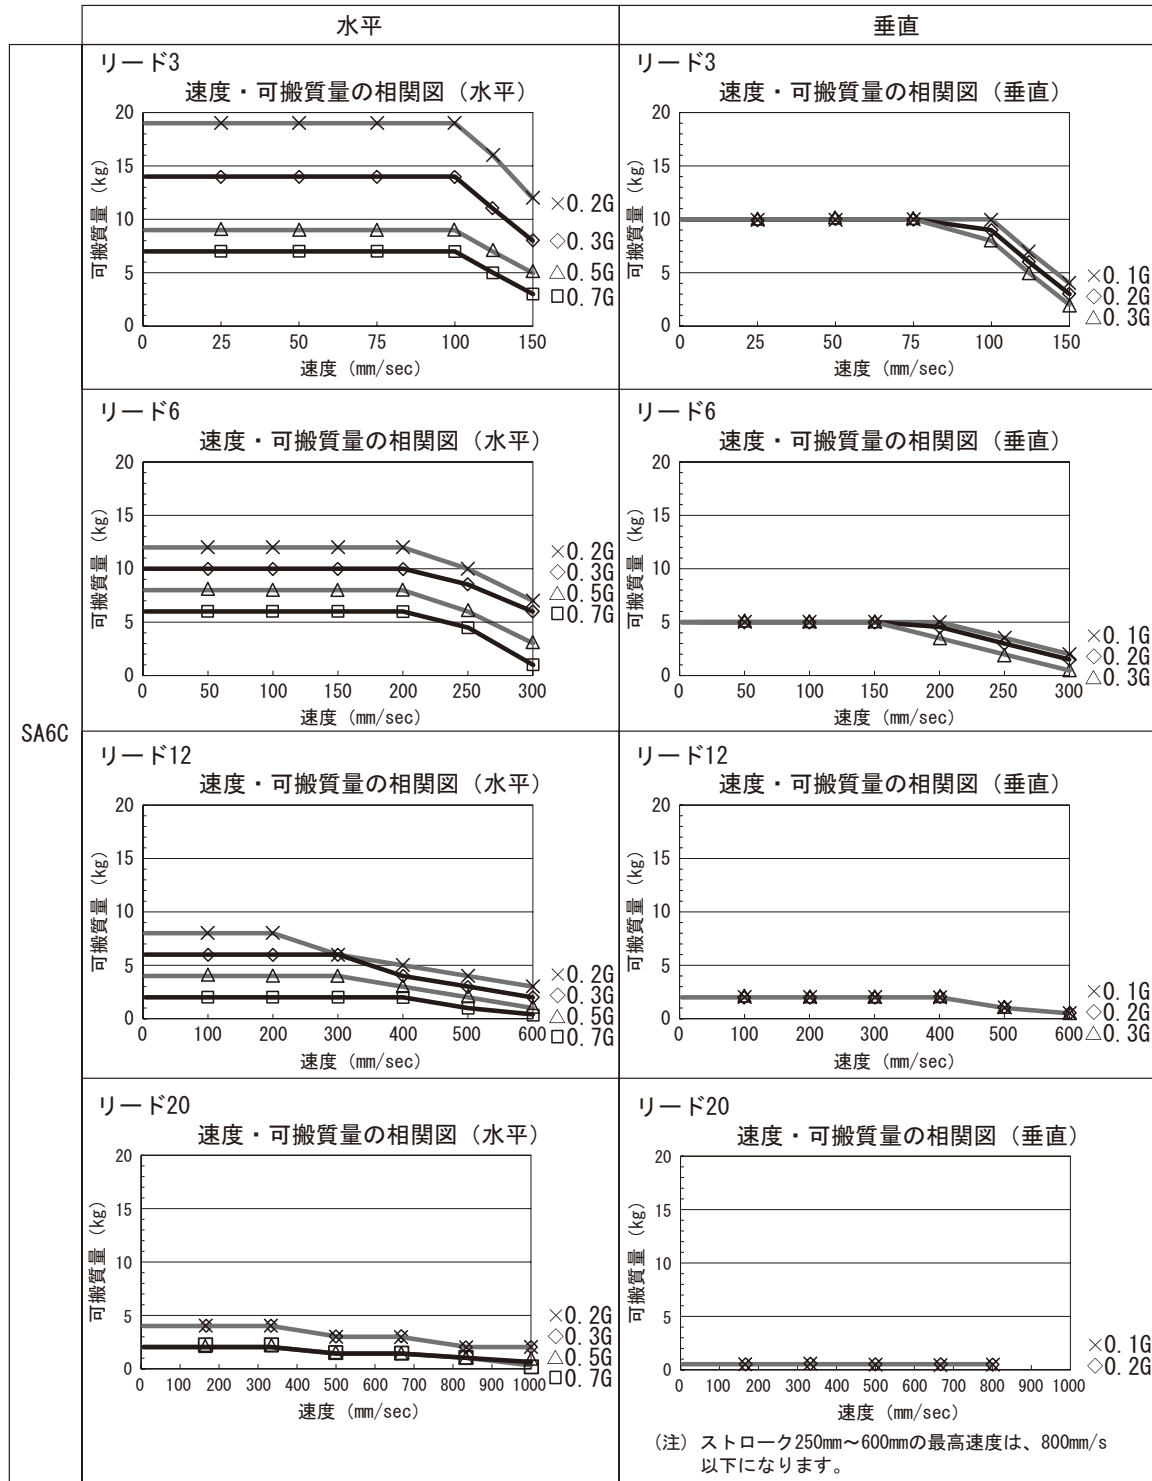 水平
垂直
SA6C
リード3
速度・可搬質量の相関図（水平）
可搬質量 (kg)
20
15
10
5
0
×0.2G
◇0.3G
△0.5G
□0.7G
0 25 50 75 100 150
速度 (mm/sec)
リード3
速度・可搬質量の相関図（垂直）
可搬質量 (kg)
20
15
10
5
0
×0.1G
◇0.2G
△0.3G
0 25 50 75 100 150
速度 (mm/sec)
リード6
速度・可搬質量の相関図（水平）
可搬質量 (kg)
20
15
10
5
0
×0.2G
◇0.3G
△0.5G
□0.7G
0 50 100 150 200 250 300
速度 (mm/sec)
リード6
速度・可搬質量の相関図（垂直）
可搬質量 (kg)
20
15
10
5
0
×0.1G
◇0.2G
△0.3G
0 50 100 150 200 250 300
速度 (mm/sec)
リード12
速度・可搬質量の相関図（水平）
可搬質量 (kg)
20
15
10
5
0
×0.2G
◇0.3G
△0.5G
□0.7G
0 100 200 300 400 500 600
速度 (mm/sec)
リード12
速度・可搬質量の相関図（垂直）
可搬質量 (kg)
20
15
10
5
0
×0.1G
◇0.2G
△0.3G
0 100 200 300 400 500 600
速度 (mm/sec)
リード20
速度・可搬質量の相関図（水平）
可搬質量 (kg)
20
15
10
5
0
×0.2G
◇0.3G
△0.5G
□0.7G
0 100 200 300 400 500 600 700 800 900 1000
速度 (mm/sec)
リード20
速度・可搬質量の相関図（垂直）
可搬質量 (kg)
20
15
10
5
0
×0.1G
◇0.2G
0 100 200 300 400 500 600 700 800 900 1000
速度 (mm/sec)
（注）ストローク250mm～600mmの最高速度は、800mm/s
以下になります。